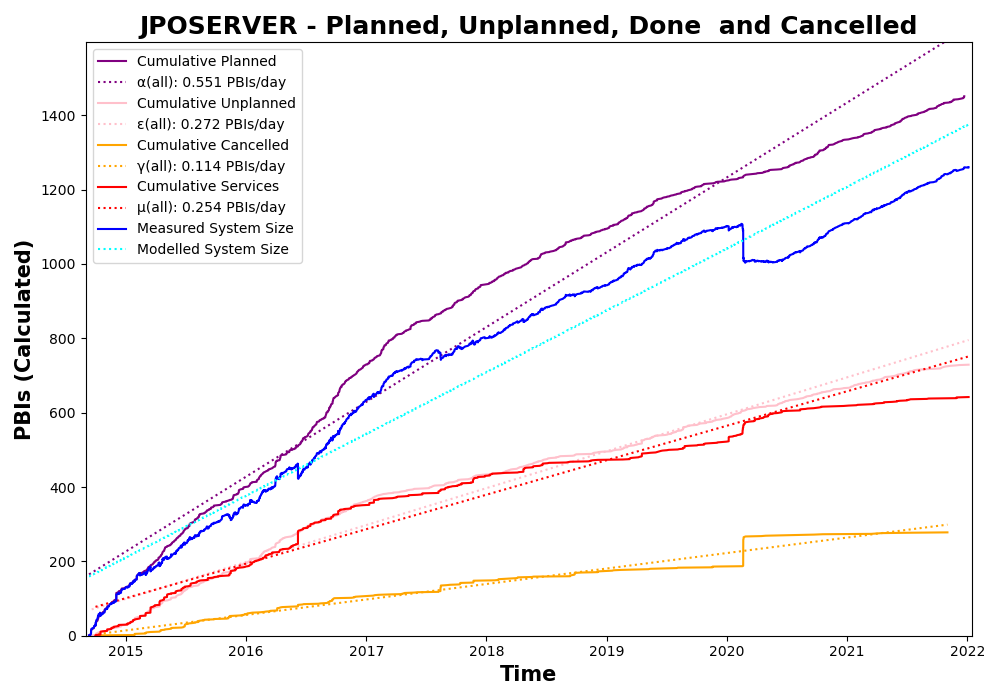 JPOSERVER - Planned, Unplanned, Done  and Cancelled
Cumulative Planned
α(all): 0.551 PBIs/day
Cumulative Unplanned
ε(all): 0.272 PBIs/day
Cumulative Cancelled
γ(all): 0.114 PBIs/day
Cumulative Services
μ(all): 0.254 PBIs/day
Measured System Size
Modelled System Size
PBIs (Calculated)
1400
1200
1000
800
600
400
200
0
2015 2016 2017 2018 2019 2020 2021 2022
Time